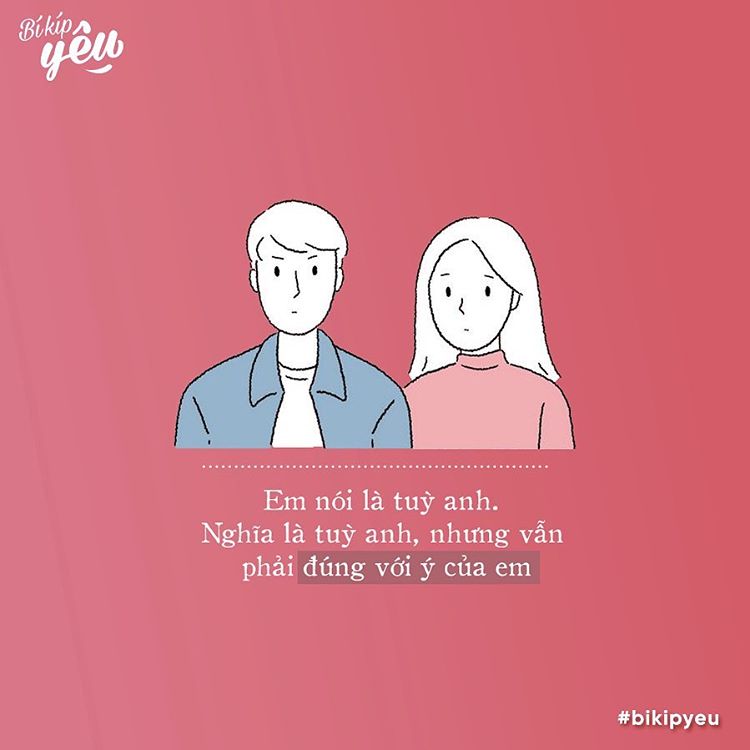 Bí kíp
yêu
Em nói là tuỳ anh.
Nghĩa là tuỳ anh, nhưng vẫn
phải đúng với ý của em
#bikipyeu